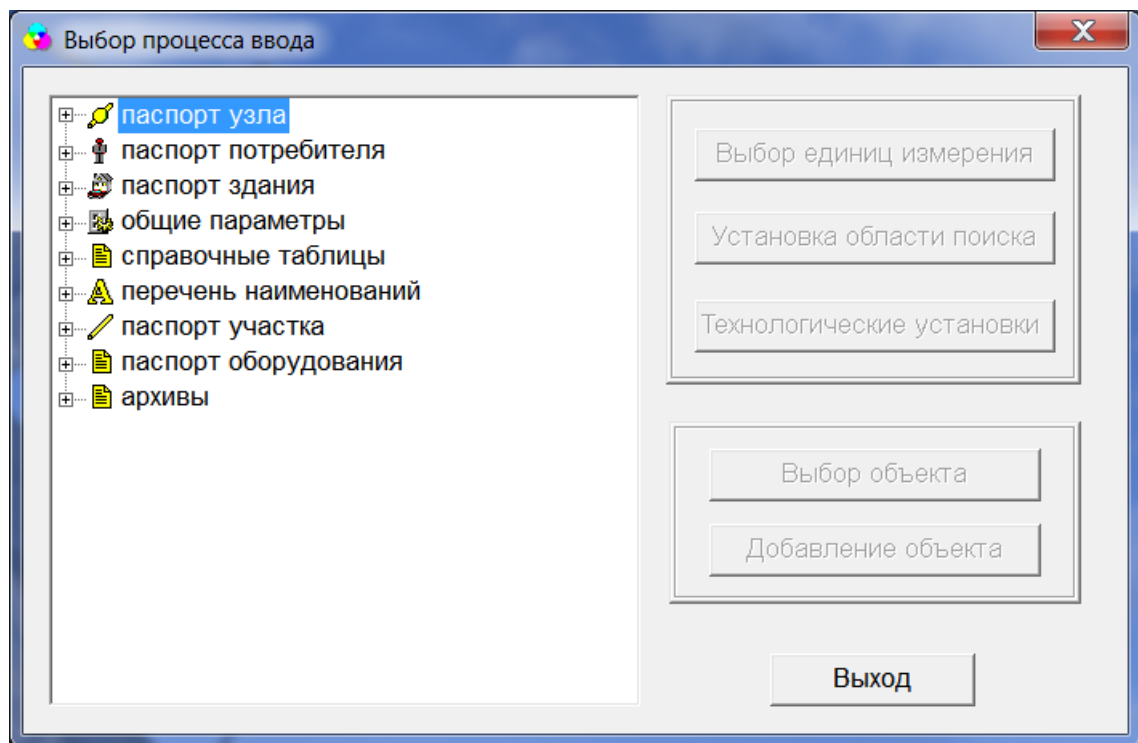 Выбор процесса ввода
паспорт узла
паспорт потребителя
паспорт здания
общие параметры
справочные таблицы
перечень наименований
паспорт участка
паспорт оборудования
архивы
Выбор единиц измерения
Установка области поиска
Технологические установки
Выбор объекта
Добавление объекта
Выход